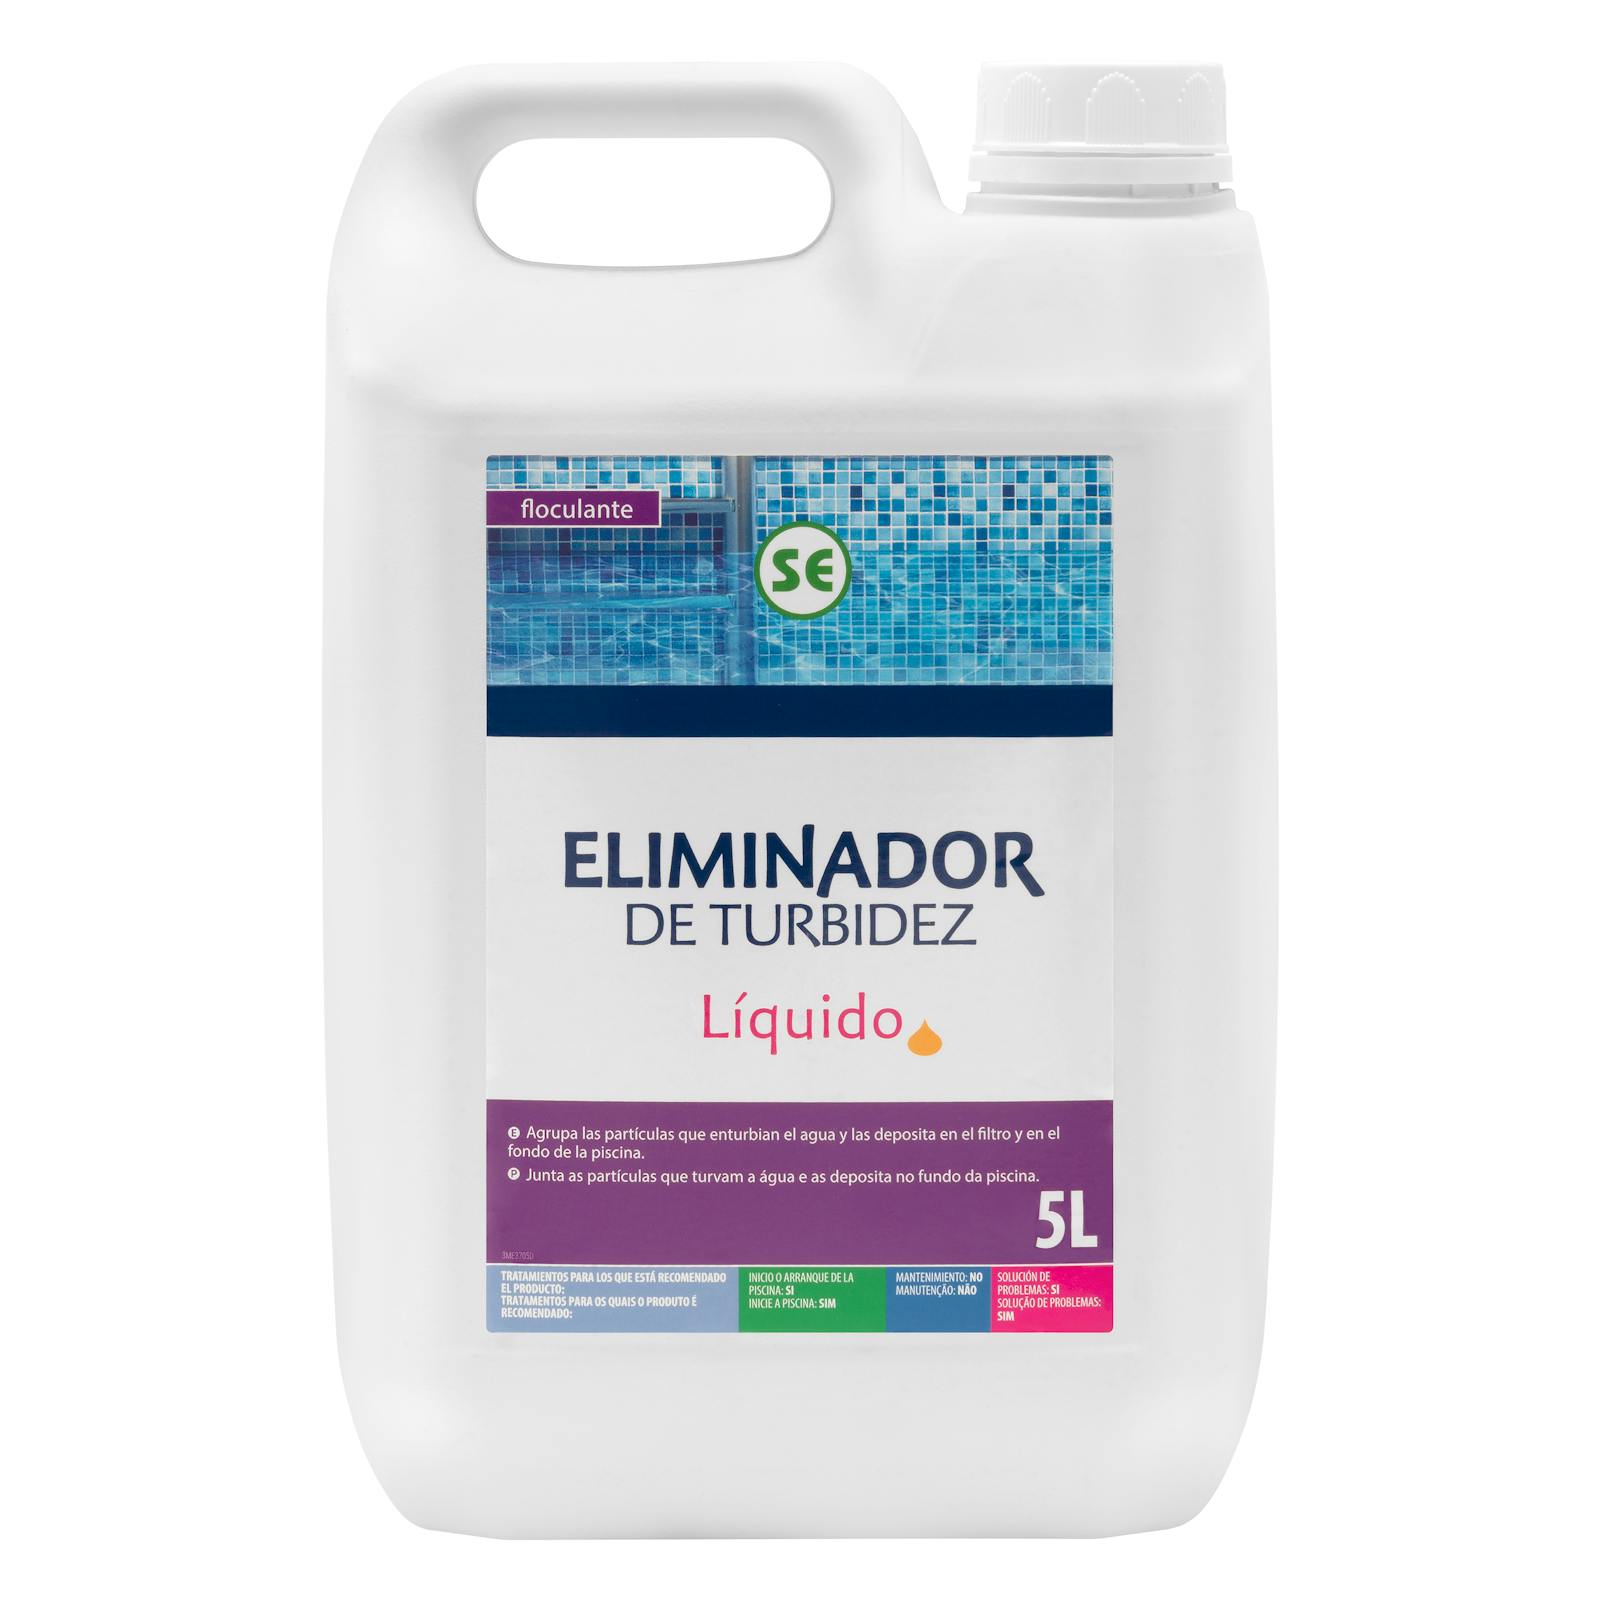 floculante
SE
ELIMINADOR
DE TURBIDEZ
Líquido
E Agrupa las partículas que enturbian el agua y las deposita en el filtro y en el
fondo de la piscina.
P Junta as partículas que turvam a água e as deposita no fundo da piscina.
5L
3ME3705D
TRATAMIENTOS PARA LOS QUE ESTÁ RECOMENDADO
EL PRODUCTO:
TRATAMENTOS PARA OS QUAIS O PRODUTO É
RECOMENDADO:
INICIO O ARRANQUE DE LA
PISCINA: SI
INICIE A PISCINA: SIM
MANTENIMIENTO: NO
MANUTENÇÃO: NÃO
SOLUCIÓN DE
PROBLEMAS: SI
SOLUÇÃO DE PROBLEMAS:
SIM